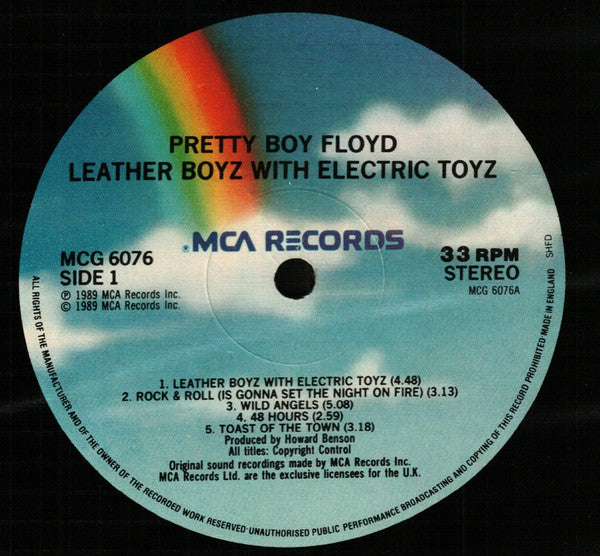 PRETTY BOY FLOYD
LEATHER BOYZ WITH ELECTRIC TOYZ
MCA RECORDS
MCG 6076
SIDE 1
Ⓟ 1989 MCA Records Inc.
© 1989 MCA Records Inc.
33 RPM
STEREO
MCG 6076A
SHFD
1. LEATHER BOYZ WITH ELECTRIC TOYZ (4.48)
2. ROCK & ROLL (IS GONNA SET THE NIGHT ON FIRE) (3.13)
3. WILD ANGELS (5.08)
4. 48 HOURS (2.59)
5. TOAST OF THE TOWN (3.18)
Produced by Howard Benson
All titles: Copyright Control
Original sound recordings made by MCA Records Inc.
MCA Records Ltd. are the exclusive licensees for the U.K.
ALL RIGHTS OF THE MANUFACTURER AND OF THE OWNER OF THE RECORDED WORK RESERVED·UNAUTHORISED PUBLIC PERFORMANCE BROADCASTING AND COPYING OF THIS RECORD PROHIBITED MADE IN ENGLAND